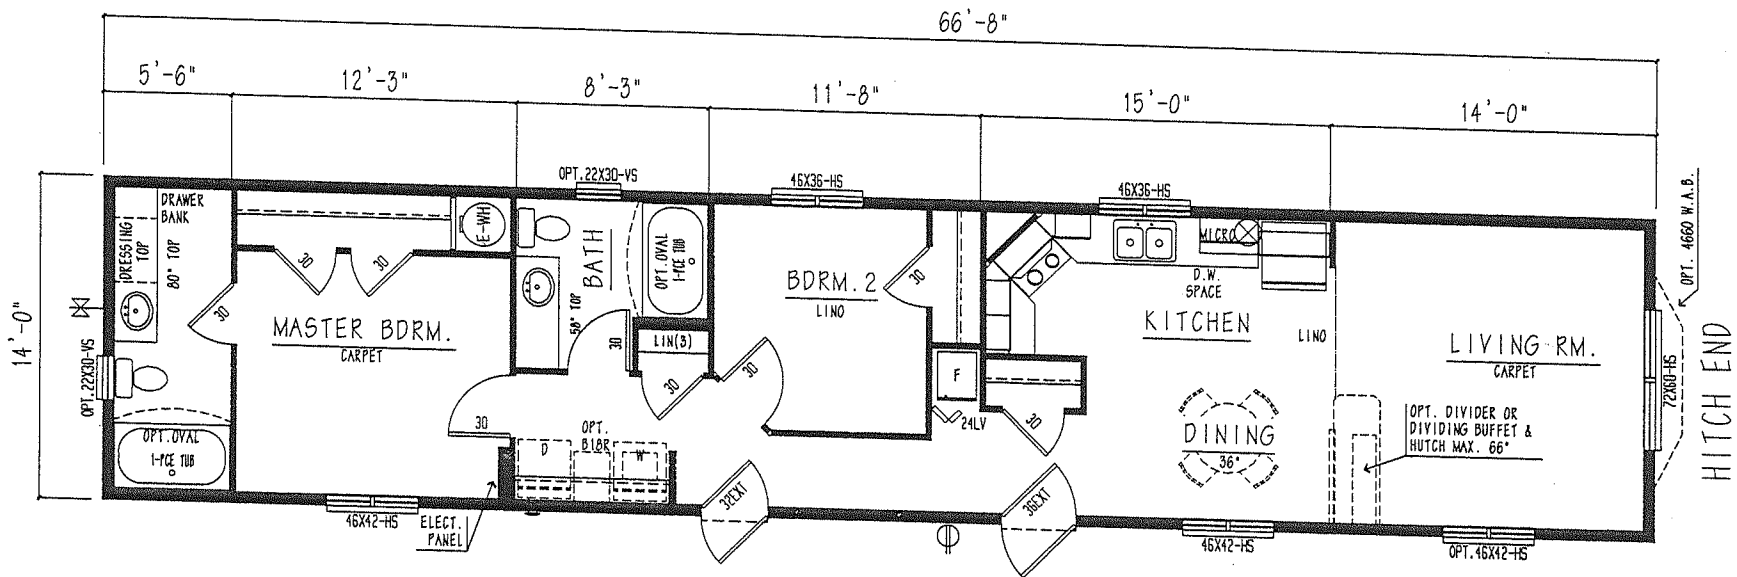 66'-8"
5'-6"
12'-3"
8'-3"
11'-8"
15'-0"
14'-0"
14'-0"
OPT.22X30-VS
46X36-HS
46X36-HS
OPT. 4660 W.A.B.
DRAWER
BANK
DRESSING
TOP
80" TOP
E-WH
30
30
30
BATH
58" TOP
OPT.OVAL
1-PCE TUB
30
LIN(3)
30
BDRM. 2
LINO
30
30
MICRO
D.W.
SPACE
KITCHEN
LINO
MASTER BDRM.
CARPET
LIVING RM.
CARPET
72X60-HS
HITCH END
OPT.22X30-VS
OPT.OVAL
1-PCE TUB
30
OPT.
B18R
D
W
F
24LV
30
DINING
36"
OPT. DIVIDER OR
DIVIDING BUFFET &
HUTCH MAX. 66"
32EXT
36EXT
46X42-HS
ELECT.
PANEL
46X42-HS
OPT.46X42-HS